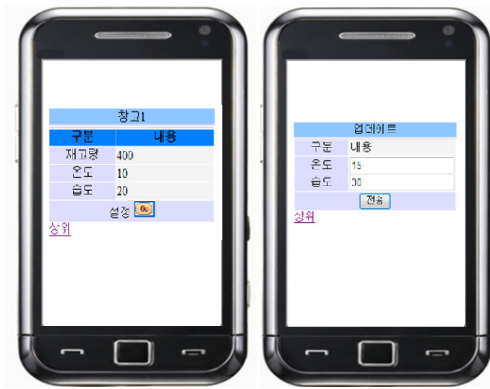 창고1
구분 내용
재고량 400
온도 10
습도 20
설정 Go
상위
업데이트
구분 내용
온도 15
습도 30
전송
상위